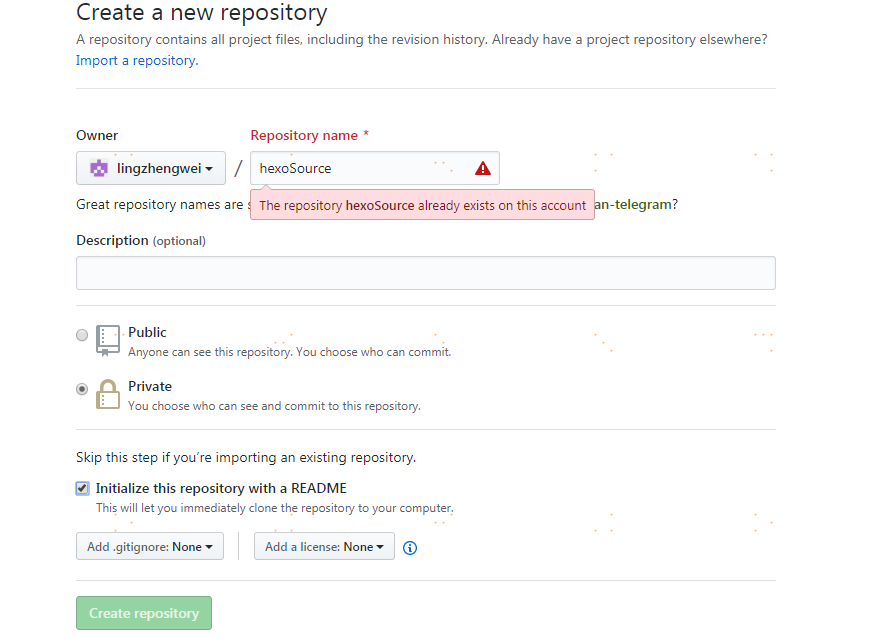 Create a new repository
A repository contains all project files, including the revision history. Already have a project repository elsewhere?
Import a repository.
Owner
Repository name *
lingzhengwei / hexoSource
Great repository names are s
The repository hexoSource already exists on this account
an-telegram?
Description (optional)
Public
Anyone can see this repository. You choose who can commit.
Private
You choose who can see and commit to this repository.
Skip this step if you're importing an existing repository.
Initialize this repository with a README
This will let you immediately clone the repository to your computer.
Add .gitignore: None
Add a license: None
Create repository